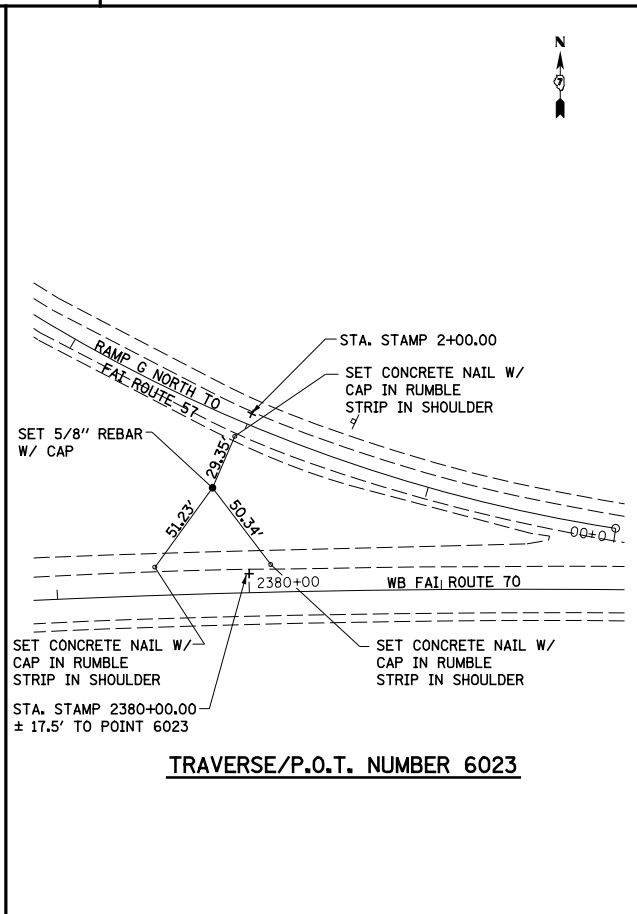 N
7
STA. STAMP 2+00.00
SET CONCRETE NAIL W/
CAP IN RUMBLE
STRIP IN SHOULDER
RAMP G NORTH TO
FAI ROUTE 57
SET 5/8" REBAR
W/ CAP
29.35'
51.23'
50.34'
00±0
2380+00
WB FAI ROUTE 70
SET CONCRETE NAIL W/
CAP IN RUMBLE
STRIP IN SHOULDER
SET CONCRETE NAIL W/
CAP IN RUMBLE
STRIP IN SHOULDER
STA. STAMP 2380+00.00
± 17.5' TO POINT 6023
TRAVERSE/P.O.T. NUMBER 6023